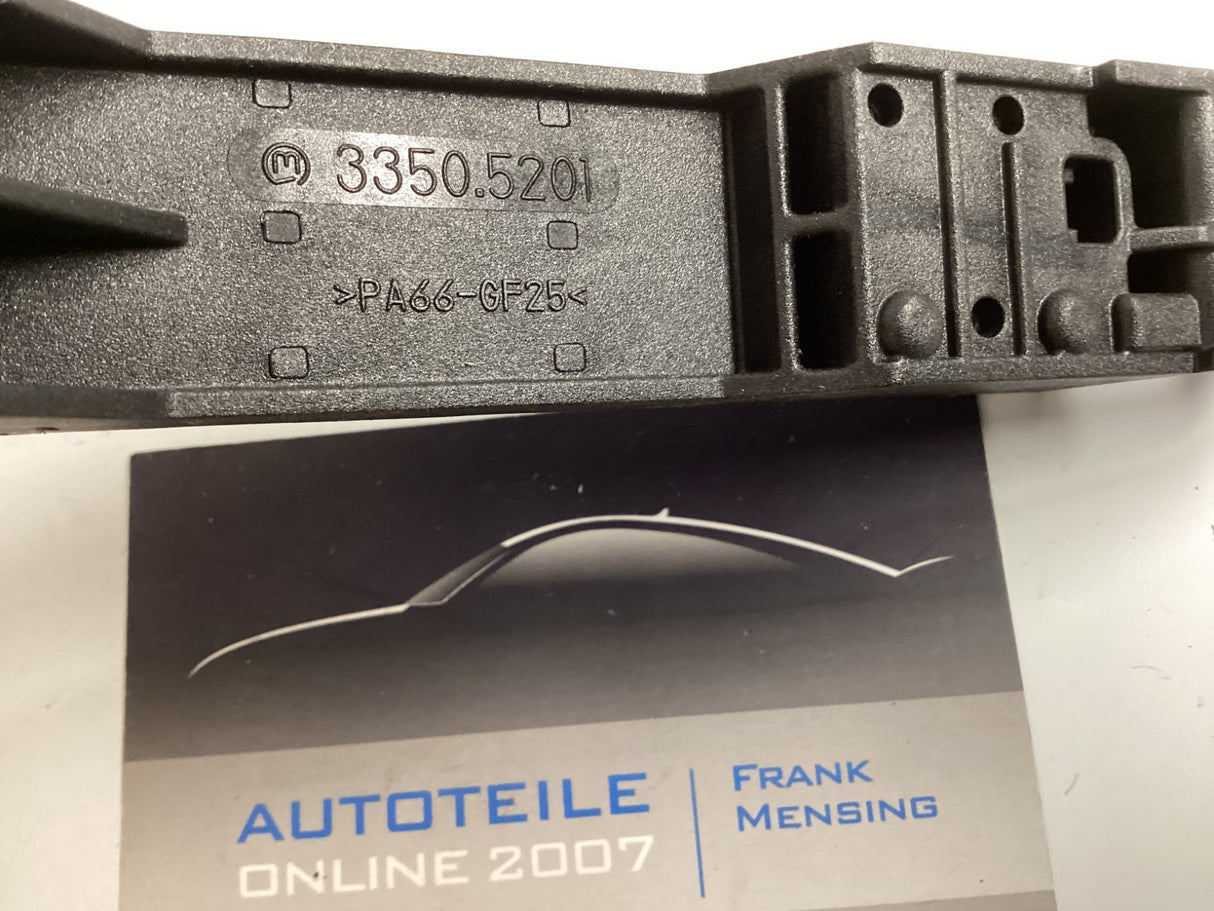 m 3350.5201
>PA66-GF25<
AUTOTEILE
ONLINE 2007
FRANK
MENSING